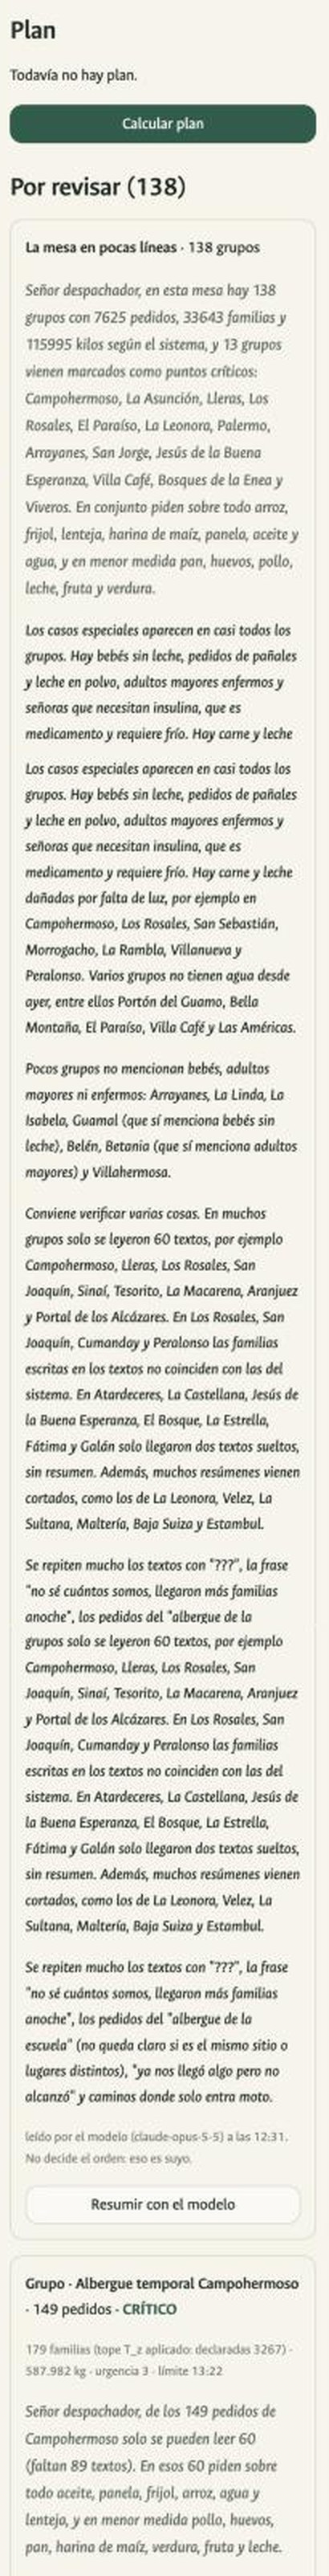 Plan
Todavía no hay plan.
Calcular plan
Por revisar (138)
La mesa en pocas líneas · 138 grupos
Señor despachador, en esta mesa hay 138
grupos con 7625 pedidos, 33643 familias y
115995 kilos según el sistema, y 13 grupos
vienen marcados como puntos críticos:
Campohermoso, La Asunción, Lleras, Los
Rosales, El Paraíso, La Leonora, Palermo,
Arrayanes, San Jorge, Jesús de la Buena
Esperanza, Villa Café, Bosques de la Enea y
Viveros. En conjunto piden sobre todo arroz,
frijol, lenteja, harina de maíz, panela, aceite y
agua, y en menor medida pan, huevos, pollo,
leche, fruta y verdura.
Los casos especiales aparecen en casi todos los
grupos. Hay bebés sin leche, pedidos de pañales
y leche en polvo, adultos mayores enfermos y
señoras que necesitan insulina, que es
medicamento y requiere frío. Hay carne y leche
Los casos especiales aparecen en casi todos los
grupos. Hay bebés sin leche, pedidos de pañales
y leche en polvo, adultos mayores enfermos y
señoras que necesitan insulina, que es
medicamento y requiere frío. Hay carne y leche
dañadas por falta de luz, por ejemplo en
Campohermoso, Los Rosales, San Sebastián,
Morrogacho, La Rambla, Villanueva y
Peralonso. Varios grupos no tienen agua desde
ayer, entre ellos Portón del Guamo, Bella
Montaña, El Paraíso, Villa Café y Las Américas.
Pocos grupos no mencionan bebés, adultos
mayores ni enfermos: Arrayanes, La Linda, La
Isabela, Guamal (que sí menciona bebés sin
leche), Belén, Betania (que sí menciona adultos
mayores) y Villahermosa.
Conviene verificar varias cosas. En muchos
grupos solo se leyeron 60 textos, por ejemplo
Campohermoso, Lleras, Los Rosales, San
Joaquín, Sinaí, Tesorito, La Macarena, Aranjuez
y Portal de los Alcázares. En Los Rosales, San
Joaquín, Cumanday y Peralonso las familias
escritas en los textos no coinciden con las del
sistema. En Atardeceres, La Castellana, Jesús de
la Buena Esperanza, El Bosque, La Estrella,
Fátima y Galán solo llegaron dos textos sueltos,
sin resumen. Además, muchos resúmenes vienen
cortados, como los de La Leonora, Velez, La
Sultana, Maltería, Baja Suiza y Estambul.
Se repiten mucho los textos con "???", la frase
"no sé cuántos somos, llegaron más familias
anoche", los pedidos del "albergue de la
grupos solo se leyeron 60 textos, por ejemplo
Campohermoso, Lleras, Los Rosales, San
Joaquín, Sinaí, Tesorito, La Macarena, Aranjuez
y Portal de los Alcázares. En Los Rosales, San
Joaquín, Cumanday y Peralonso las familias
escritas en los textos no coinciden con las del
sistema. En Atardeceres, La Castellana, Jesús de
la Buena Esperanza, El Bosque, La Estrella,
Fátima y Galán solo llegaron dos textos sueltos,
sin resumen. Además, muchos resúmenes vienen
cortados, como los de La Leonora, Velez, La
Sultana, Maltería, Baja Suiza y Estambul.
Se repiten mucho los textos con "???", la frase
"no sé cuántos somos, llegaron más familias
anoche", los pedidos del "albergue de la
escuela" (no queda claro si es el mismo sitio o
lugares distintos), "ya nos llegó algo pero no
alcanzó" y caminos donde solo entra moto.
leído por el modelo (claude-opus-5-5) a las 12:31.
No decide el orden: eso es suyo.
Resumir con el modelo
Grupo · Albergue temporal Campohermoso
· 149 pedidos · CRÍTICO
179 familias (tope T_z aplicado: declaradas 3267) ·
587.982 kg · urgencia 3 · límite 13:22
Señor despachador, de los 149 pedidos de
Campohermoso solo se pueden leer 60
(faltan 89 textos). En esos 60 piden sobre
todo aceite, panela, frijol, arroz, agua y
lenteja, y en menor medida pollo, huevos,
pan, harina de maíz, verdura, fruta y leche.